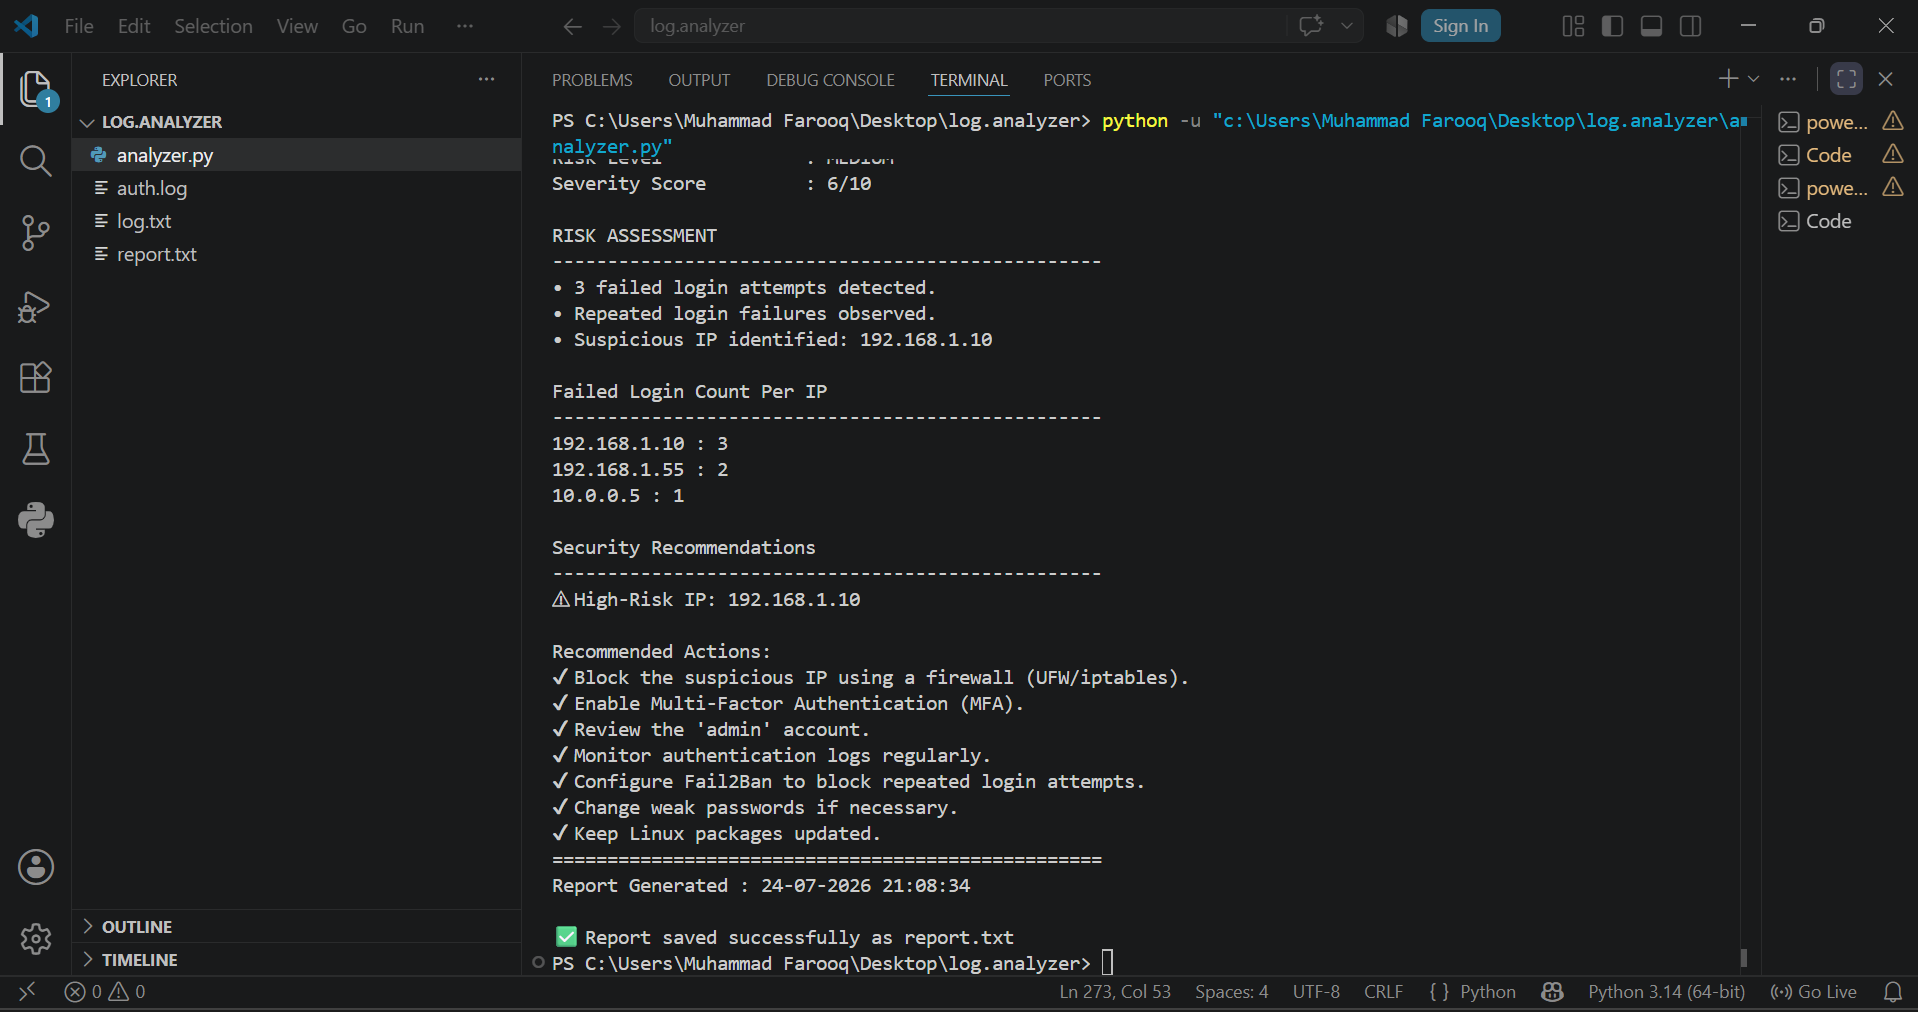 File Edit Selection View Go Run ···
log.analyzer
Sign In
EXPLORER
···
1
LOG.ANALYZER
analyzer.py
auth.log
log.txt
report.txt
OUTLINE
TIMELINE
PROBLEMS OUTPUT DEBUG CONSOLE TERMINAL PORTS
···
PS C:\Users\Muhammad Farooq\Desktop\log.analyzer> python -u "c:\Users\Muhammad Farooq\Desktop\log.analyzer\a
nalyzer.py"
Risk Level : MEDIUM
Severity Score : 6/10
RISK ASSESSMENT
--------------------------------------------------
• 3 failed login attempts detected.
• Repeated login failures observed.
• Suspicious IP identified: 192.168.1.10
Failed Login Count Per IP
--------------------------------------------------
192.168.1.10 : 3
192.168.1.55 : 2
10.0.0.5 : 1
Security Recommendations
--------------------------------------------------
⚠ High-Risk IP: 192.168.1.10
Recommended Actions:
✓ Block the suspicious IP using a firewall (UFW/iptables).
✓ Enable Multi-Factor Authentication (MFA).
✓ Review the 'admin' account.
✓ Monitor authentication logs regularly.
✓ Configure Fail2Ban to block repeated login attempts.
✓ Change weak passwords if necessary.
✓ Keep Linux packages updated.
==================================================
Report Generated : 24-07-2026 21:08:34
✅ Report saved successfully as report.txt
PS C:\Users\Muhammad Farooq\Desktop\log.analyzer>
powe...
Code
powe...
Code
0 0
Ln 273, Col 53 Spaces: 4 UTF-8 CRLF { } Python Python 3.14 (64-bit) Go Live